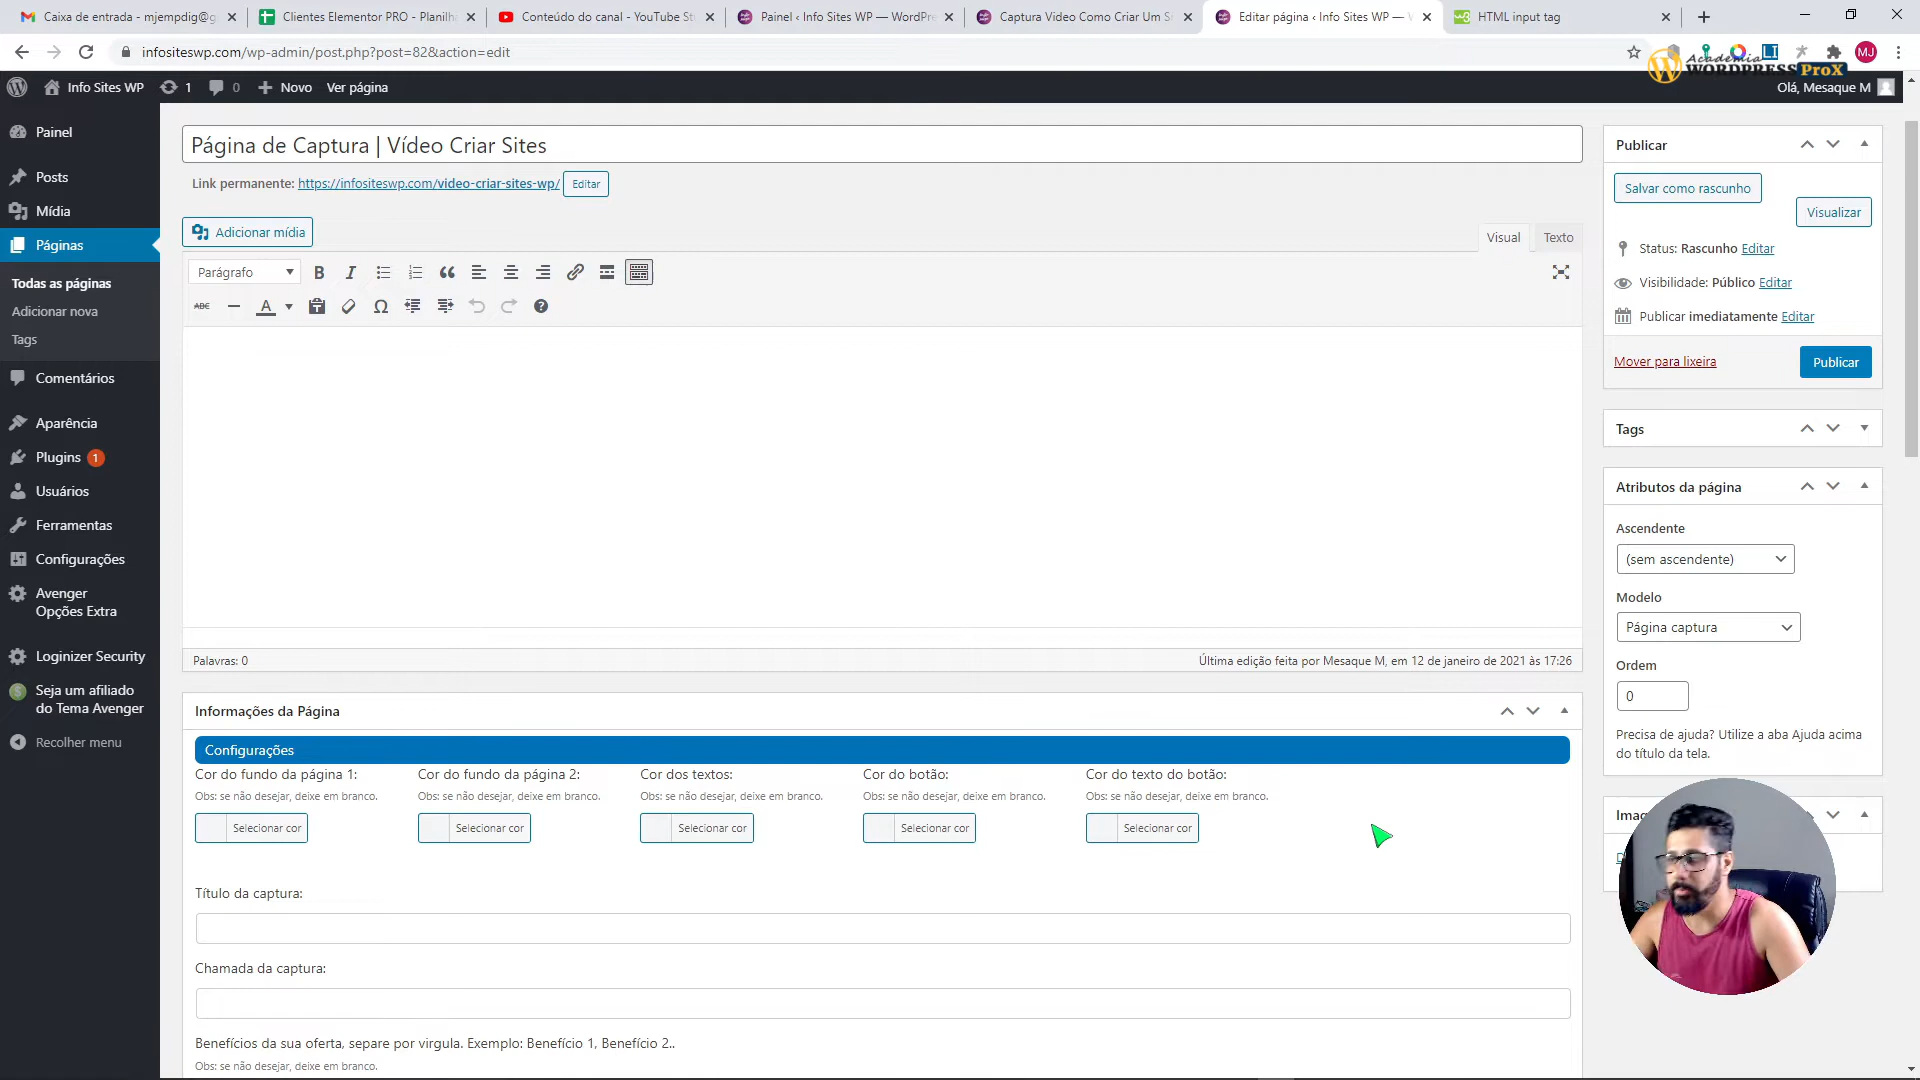 Caixa de entrada - mjempdig@g
Clientes Elementor PRO - Planilha
Conteúdo do canal - YouTube St
Painel ‹ Info Sites WP — WordPre
Captura Video Como Criar Um Si
Editar página ‹ Info Sites WP — W
HTML input tag
infositeswp.com/wp-admin/post.php?post=82&action=edit
MJ
Academia
WORDPRESS ProX
Info Sites WP
1
0
Novo
Ver página
Olá, Mesaque M
Painel
Posts
Mídia
Páginas
Todas as páginas
Adicionar nova
Tags
Comentários
Aparência
Plugins 1
Usuários
Ferramentas
Configurações
Avenger
Opções Extra
Loginizer Security
Seja um afiliado
do Tema Avenger
Recolher menu
Página de Captura | Vídeo Criar Sites
Link permanente: https://infositeswp.com/video-criar-sites-wp/ Editar
Adicionar mídia
Visual
Texto
Parágrafo
B I
ABC A Ω
Palavras: 0
Última edição feita por Mesaque M, em 12 de janeiro de 2021 às 17:26
Informações da Página
Configurações
Cor do fundo da página 1:
Obs: se não desejar, deixe em branco.
Selecionar cor
Cor do fundo da página 2:
Obs: se não desejar, deixe em branco.
Selecionar cor
Cor dos textos:
Obs: se não desejar, deixe em branco.
Selecionar cor
Cor do botão:
Obs: se não desejar, deixe em branco.
Selecionar cor
Cor do texto do botão:
Obs: se não desejar, deixe em branco.
Selecionar cor
Título da captura:
Chamada da captura:
Benefícios da sua oferta, separe por virgula. Exemplo: Benefício 1, Benefício 2..
Obs: se não desejar, deixe em branco.
Publicar
Salvar como rascunho
Visualizar
Status: Rascunho Editar
Visibilidade: Público Editar
Publicar imediatamente Editar
Mover para lixeira
Publicar
Tags
Atributos da página
Ascendente
(sem ascendente)
Modelo
Página captura
Ordem
0
Precisa de ajuda? Utilize a aba Ajuda acima
do título da tela.